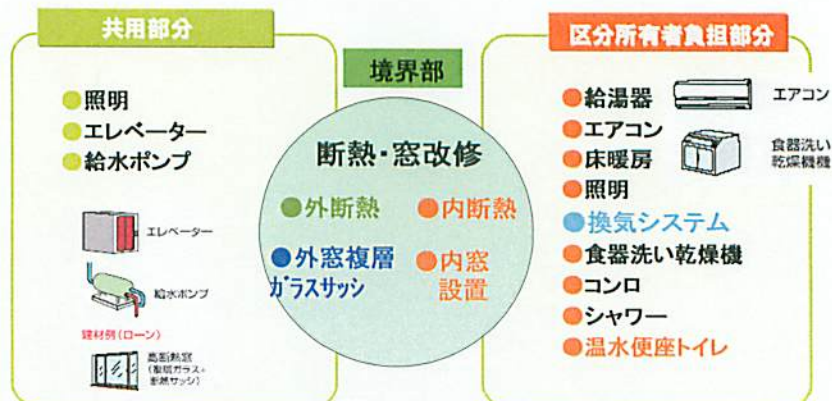 共用部分
●照明
●エレベーター
●給水ポンプ
エレベーター
給水ポンプ
建材例(ローン)
高断熱窓
(複層ガラス+
断熱サッシ)
境界部
断熱・窓改修
●外断熱
●内断熱
●外窓複層
ガラスサッシ
●内窓
設置
区分所有者負担部分
●給湯器
●エアコン
●床暖房
●照明
●換気システム
●食器洗い乾燥機
●コンロ
●シャワー
●温水便座トイレ
エアコン
食器洗い
乾燥機機